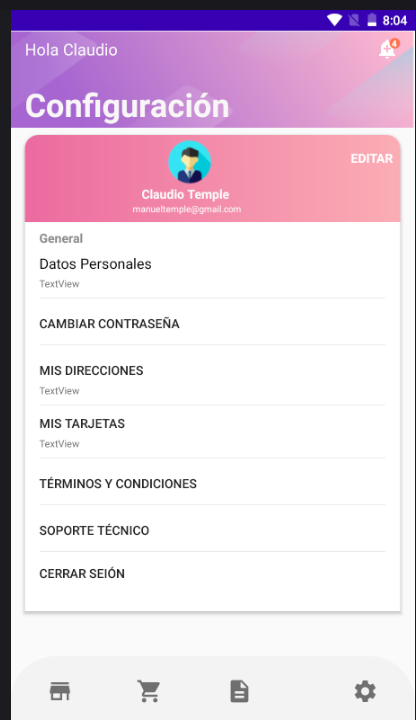 8:04
Hola Claudio
4
Configuración
EDITAR
Claudio Temple
manueltemple@gmail.com
General
Datos Personales
TextView
CAMBIAR CONTRASEÑA
MIS DIRECCIONES
TextView
MIS TARJETAS
TextView
TÉRMINOS Y CONDICIONES
SOPORTE TÉCNICO
CERRAR SEIÓN